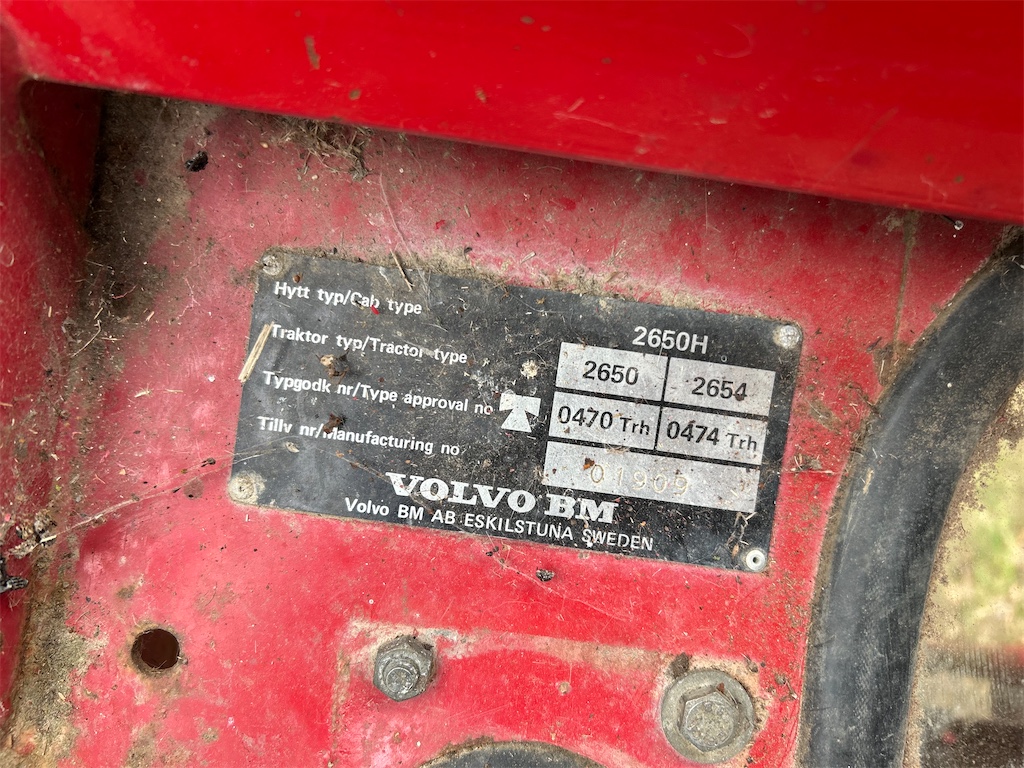 Hytt typ/Cab type 2650H
Traktor typ/Tractor type 2650 2654
Typgodk nr/Type approval no 0470 Trh 0474 Trh
Tillv nr/Manufacturing no 01909
VOLVO BM
Volvo BM AB ESKILSTUNA SWEDEN